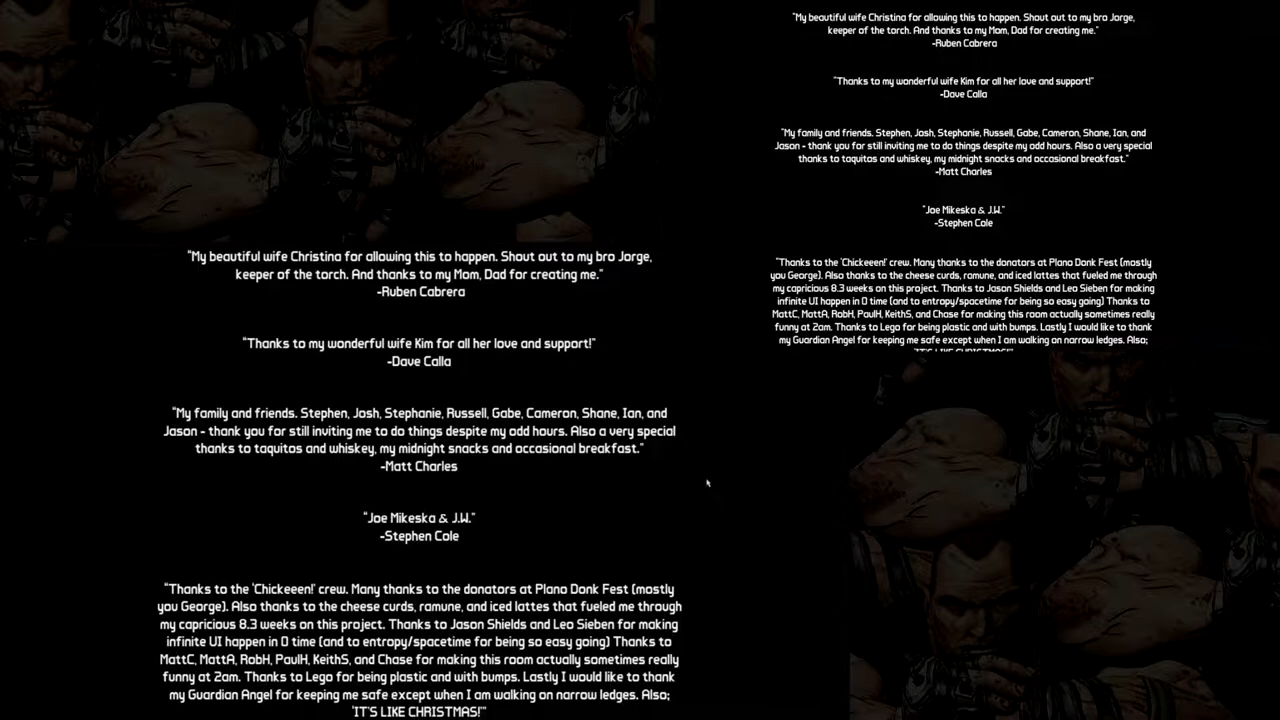 "My beautiful wife Christina for allowing this to happen. Shout out to my bro Jorge,
keeper of the torch. And thanks to my Mom, Dad for creating me."
-Ruben Cabrera
"Thanks to my wonderful wife Kim for all her love and support!"
-Dave Calla
"My family and friends. Stephen, Josh, Stephanie, Russell, Gabe, Cameron, Shane, Ian, and
Jason - thank you for still inviting me to do things despite my odd hours. Also a very special
thanks to taquitos and whiskey, my midnight snacks and occasional breakfast."
-Matt Charles
"Joe Mikeska & J.W."
-Stephen Cole
"Thanks to the 'Chickeeen!' crew. Many thanks to the donators at Plano Donk Fest (mostly
you George). Also thanks to the cheese curds, ramune, and iced lattes that fueled me through
my capricious 8.3 weeks on this project. Thanks to Jason Shields and Leo Sieben for making
infinite UI happen in 0 time (and to entropy/spacetime for being so easy going) Thanks to
MattC, MattA, RobH, PaulH, KeithS, and Chase for making this room actually sometimes really
funny at 2am. Thanks to Lego for being plastic and with bumps. Lastly I would like to thank
my Guardian Angel for keeping me safe except when I am walking on narrow ledges. Also;
'IT'S LIKE CHRISTMAS!'"
"My beautiful wife Christina for allowing this to happen. Shout out to my bro Jorge,
keeper of the torch. And thanks to my Mom, Dad for creating me."
-Ruben Cabrera
"Thanks to my wonderful wife Kim for all her love and support!"
-Dave Calla
"My family and friends. Stephen, Josh, Stephanie, Russell, Gabe, Cameron, Shane, Ian, and
Jason - thank you for still inviting me to do things despite my odd hours. Also a very special
thanks to taquitos and whiskey, my midnight snacks and occasional breakfast."
-Matt Charles
"Joe Mikeska & J.W."
-Stephen Cole
"Thanks to the 'Chickeeen!' crew. Many thanks to the donators at Plano Donk Fest (mostly
you George). Also thanks to the cheese curds, ramune, and iced lattes that fueled me through
my capricious 8.3 weeks on this project. Thanks to Jason Shields and Leo Sieben for making
infinite UI happen in 0 time (and to entropy/spacetime for being so easy going) Thanks to
MattC, MattA, RobH, PaulH, KeithS, and Chase for making this room actually sometimes really
funny at 2am. Thanks to Lego for being plastic and with bumps. Lastly I would like to thank
my Guardian Angel for keeping me safe except when I am walking on narrow ledges. Also;
'IT'S LIKE CHRISTMAS!'"